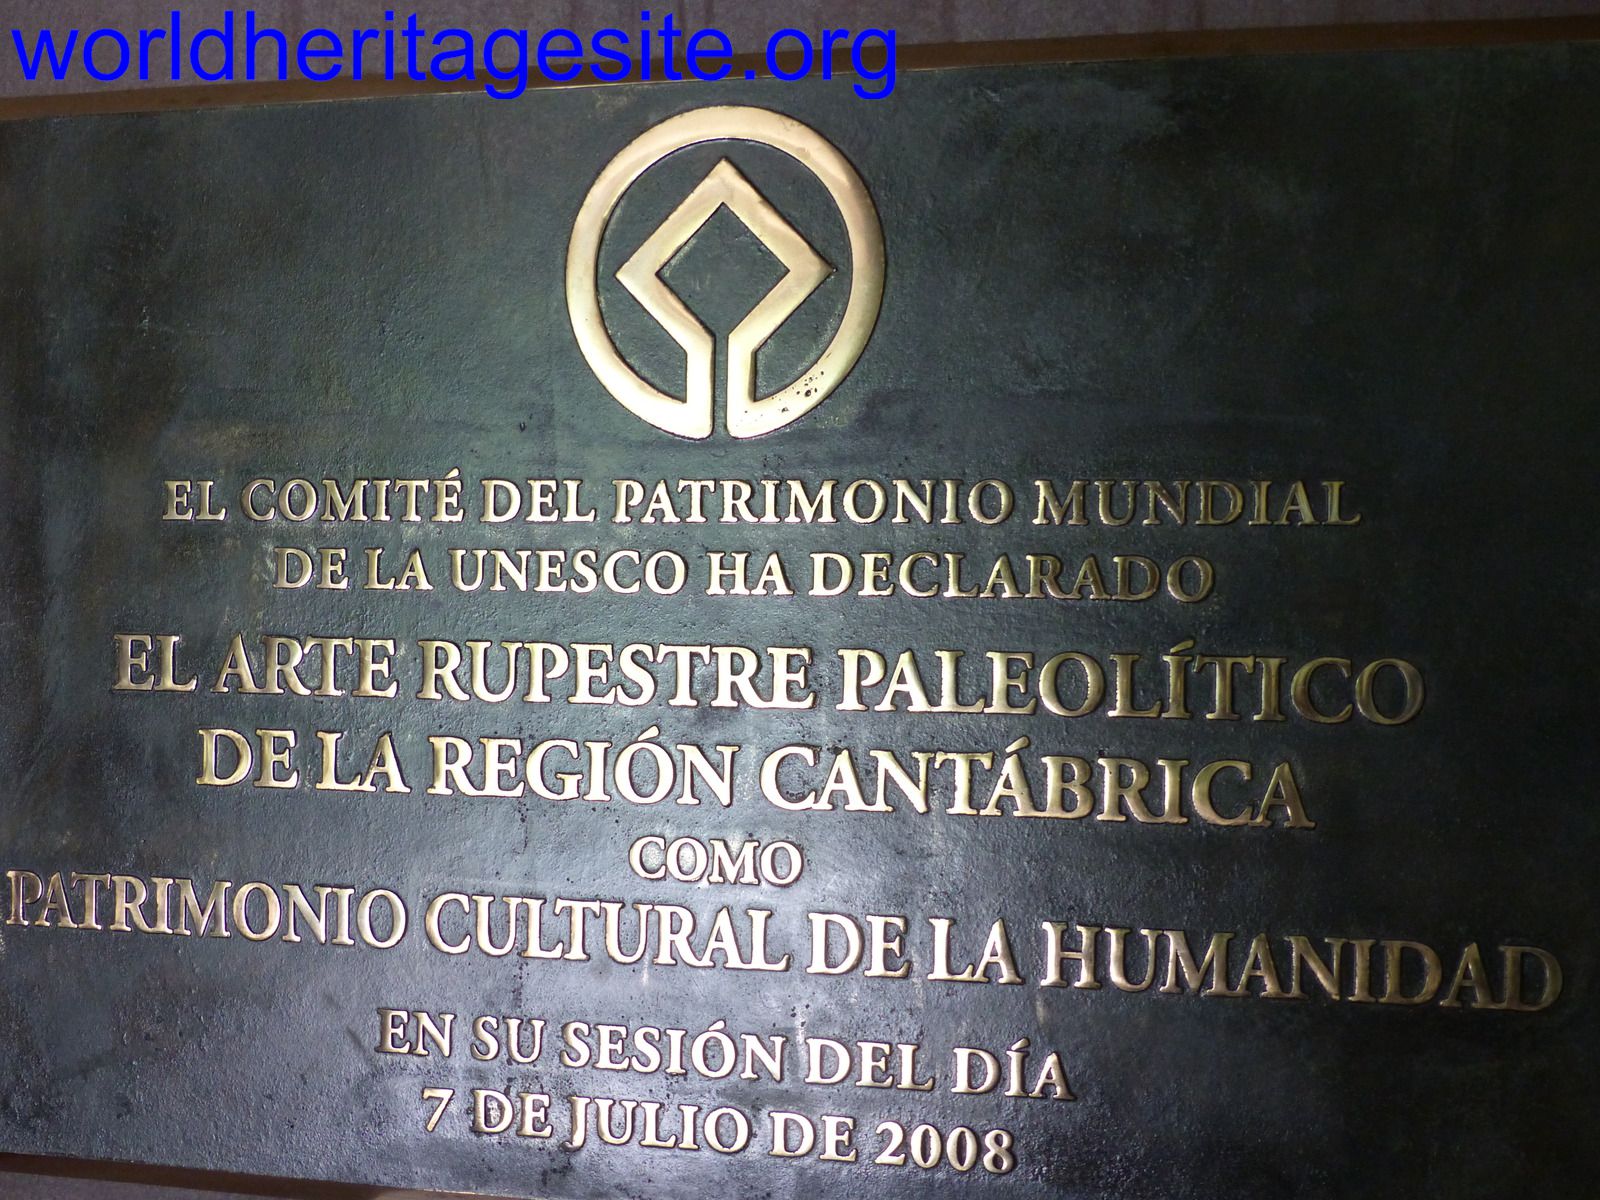 worldheritagesite.org
EL COMITÉ DEL PATRIMONIO MUNDIAL
DE LA UNESCO HA DECLARADO
EL ARTE RUPESTRE PALEOLÍTICO
DE LA REGIÓN CANTÁBRICA
COMO
PATRIMONIO CULTURAL DE LA HUMANIDAD
EN SU SESIÓN DEL DÍA
7 DE JULIO DE 2008